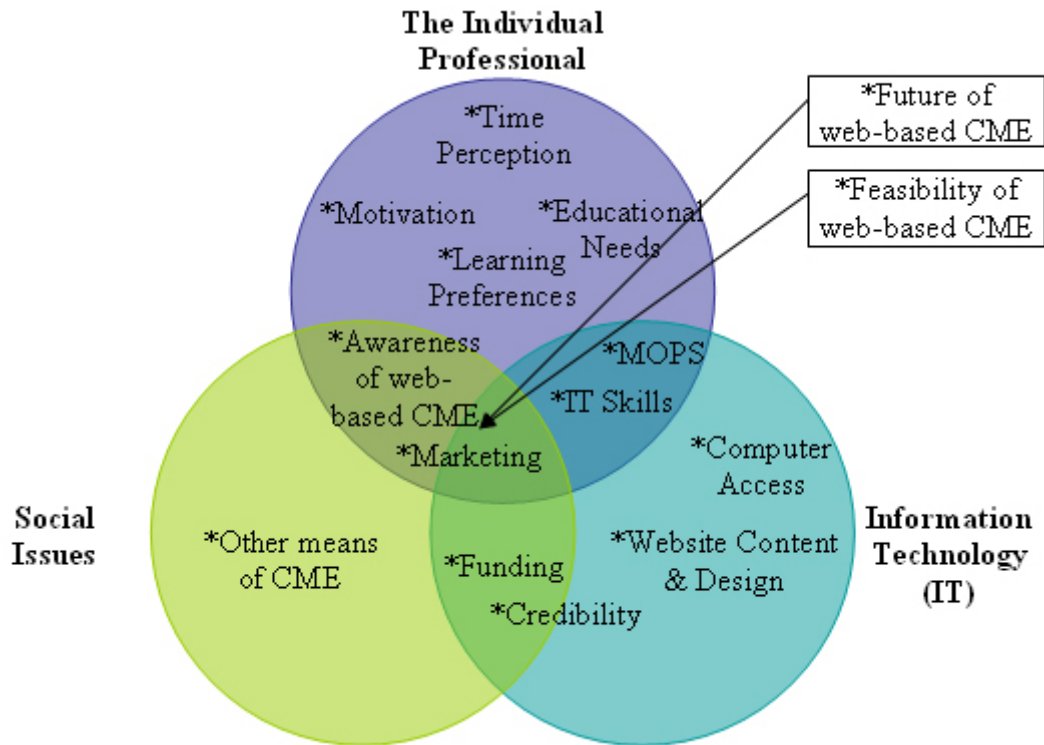 The Individual
Professional
*Future of
web-based CME
*Feasibility of
web-based CME
*Time
Perception
*Motivation
*Educational
Needs
*Learning
Preferences
*Awareness
of web-
based CME
*Marketing
*MOPS
*IT Skills
*Computer
Access
Social
Issues
*Other means
of CME
*Funding
*Credibility
*Website Content
& Design
Information
Technology
(IT)